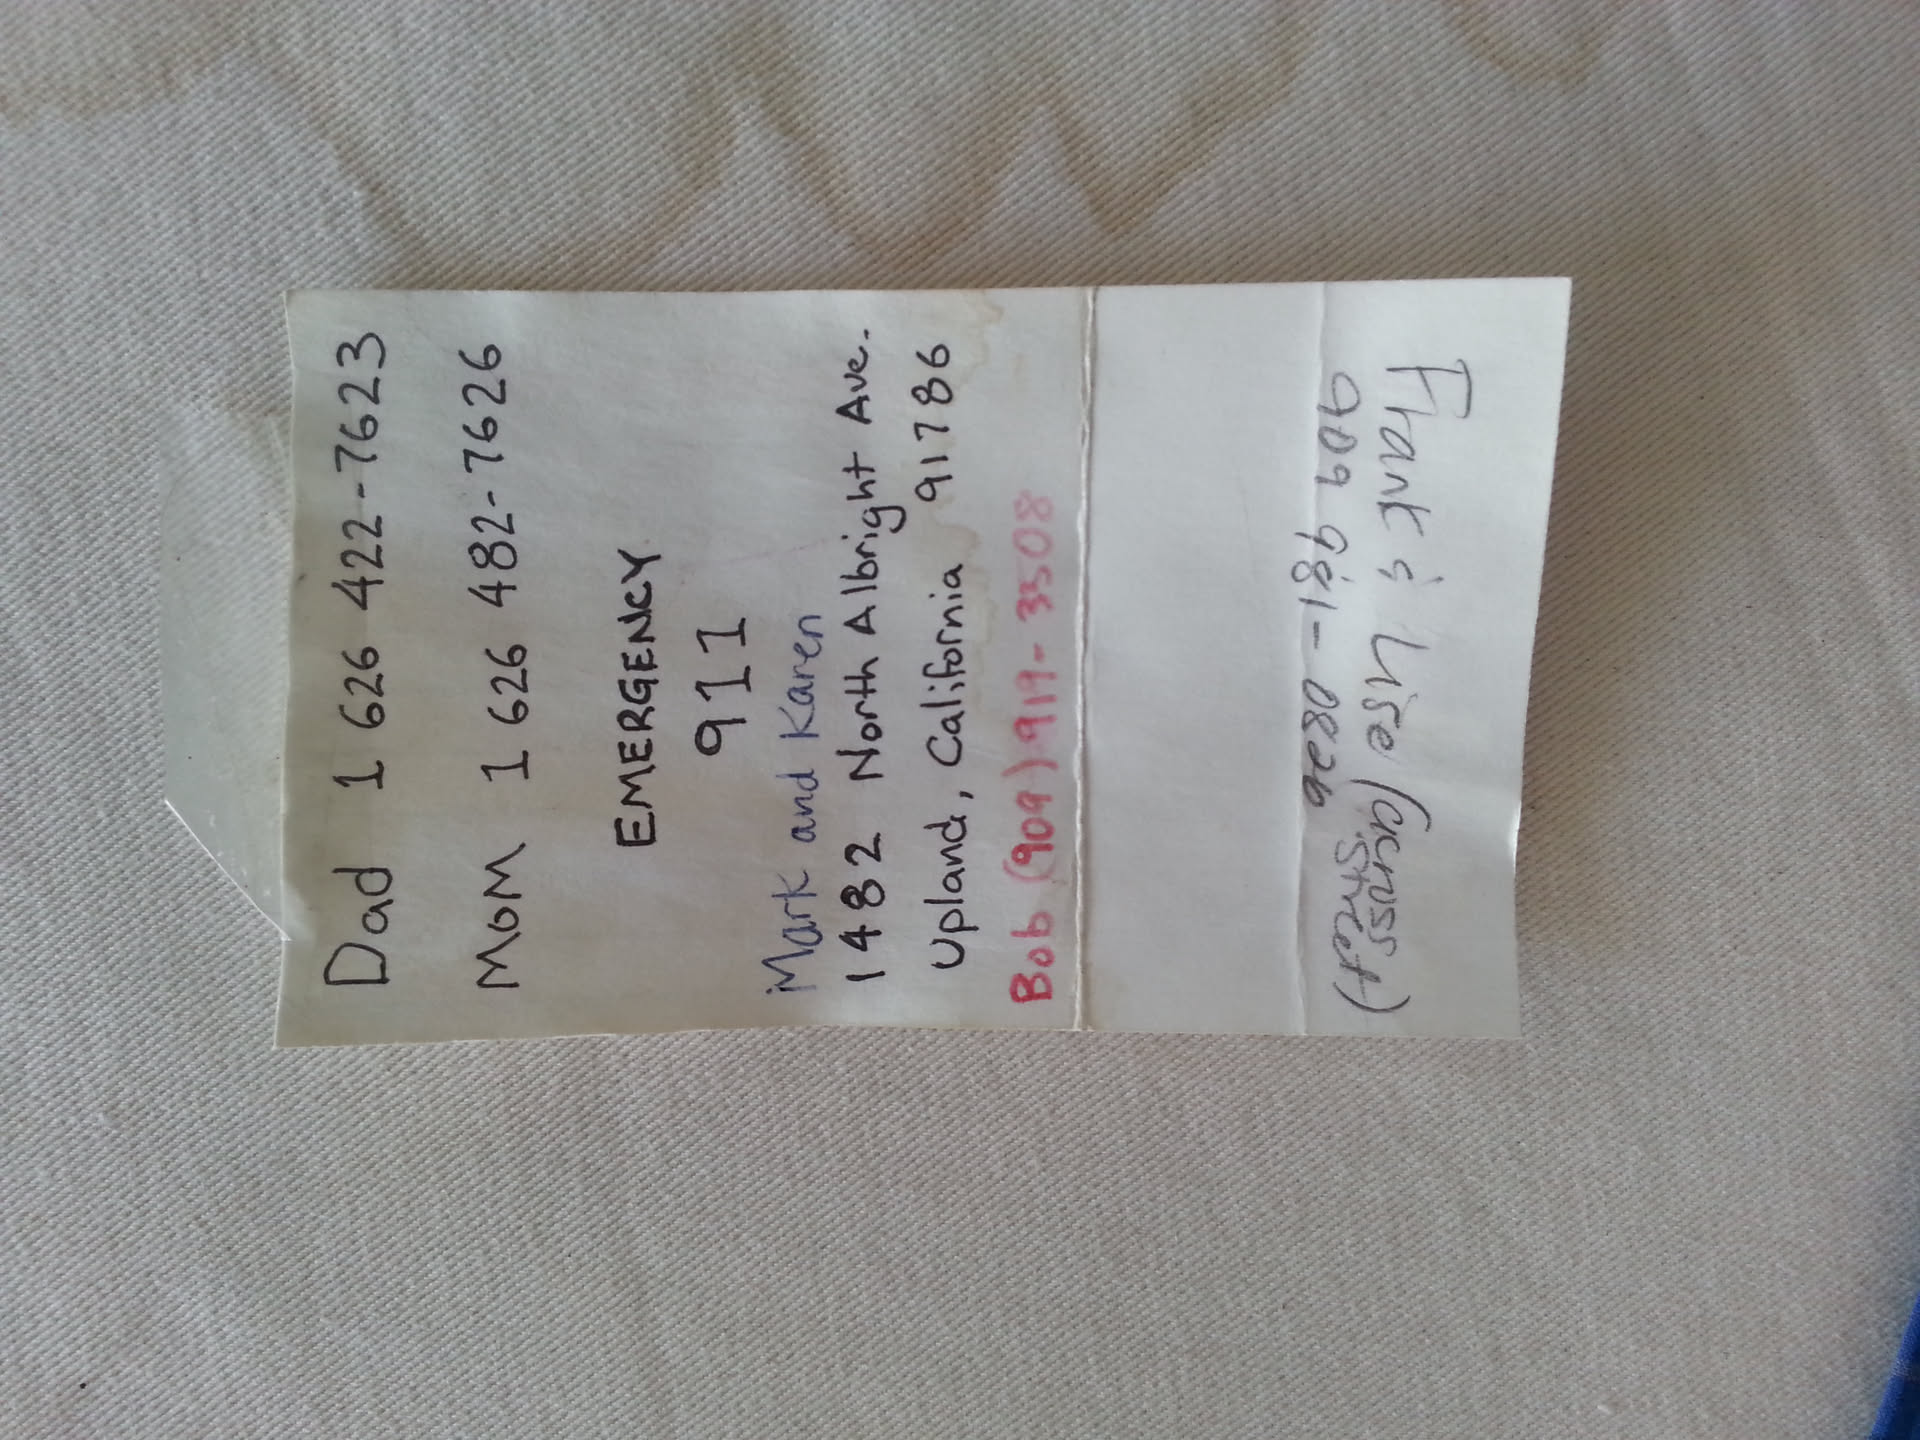 Dad 1 626 422-7623
MOM 1 626 482-7626
EMERGENCY
911
Mark and Karen
1482 North Albright Ave.
Upland, California 91786
Bob (909) 919-3508
Frank & Lise (across
street)
909 981-0826